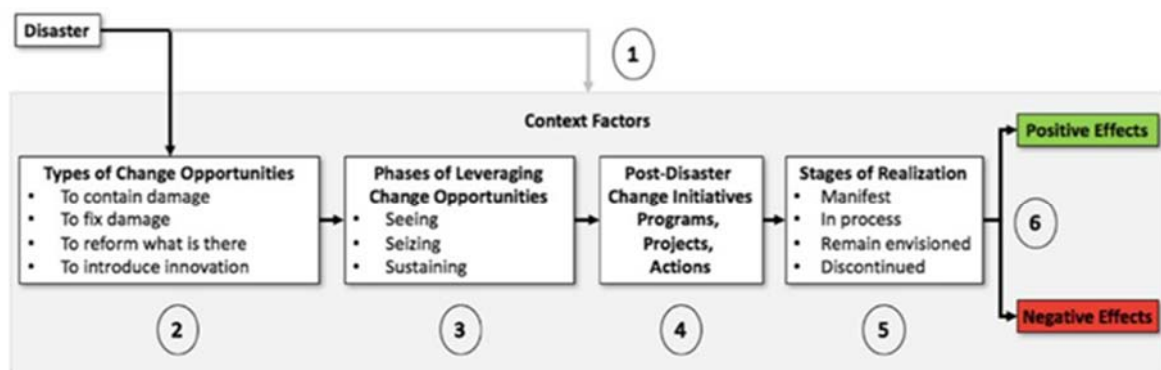 Disaster
1
Context Factors
Types of Change Opportunities
• To contain damage
• To fix damage
• To reform what is there
• To introduce innovation
Phases of Leveraging
Change Opportunities
• Seeing
• Seizing
• Sustaining
Post-Disaster
Change Initiatives
Programs,
Projects,
Actions
Stages of Realization
• Manifest
• In process
• Remain envisioned
• Discontinued
Positive Effects
6
Negative Effects
2
3
4
5